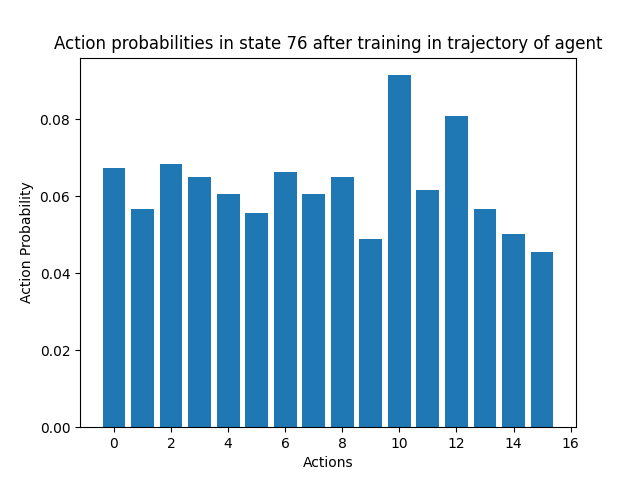 Action probabilities in state 76 after training in trajectory of agent
0.08
0.06
0.04
0.02
0.00
Action Probability
0 2 4 6 8 10 12 14 16
Actions